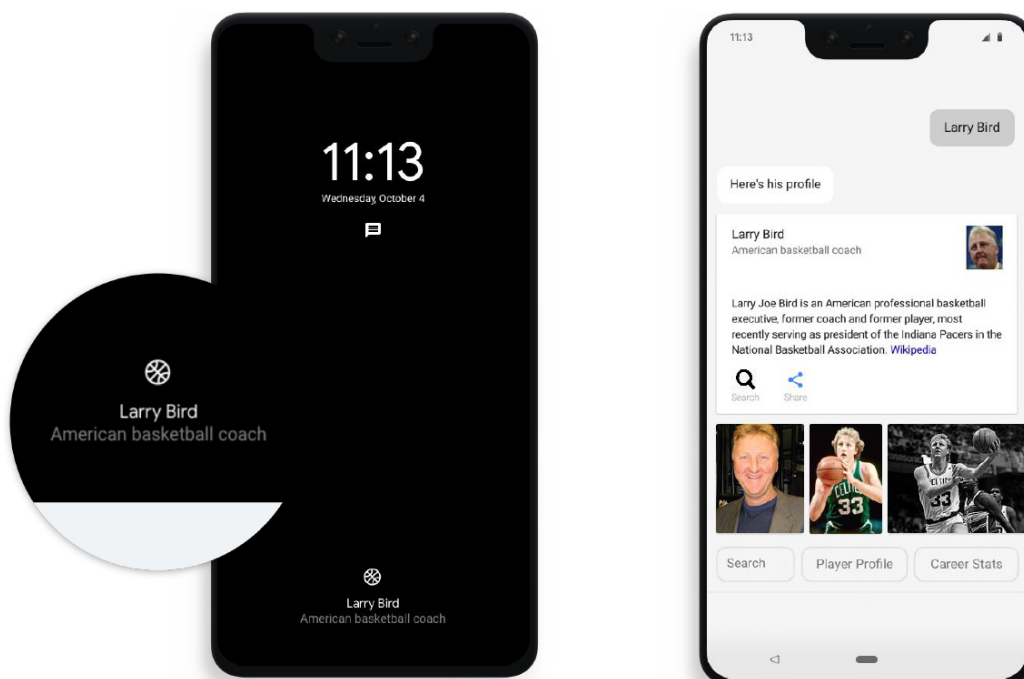 11:13
Wednesday, October 4
Larry Bird
American basketball coach
Larry Bird
American basketball coach
11:13
Larry Bird
Here's his profile
Larry Bird
American basketball coach
Larry Joe Bird is an American professional basketball
executive, former coach and former player, most
recently serving as president of the Indiana Pacers in the
National Basketball Association. Wikipedia
Search
Share
CELTICS
33
CELTICS
33
Search
Player Profile
Career Stats